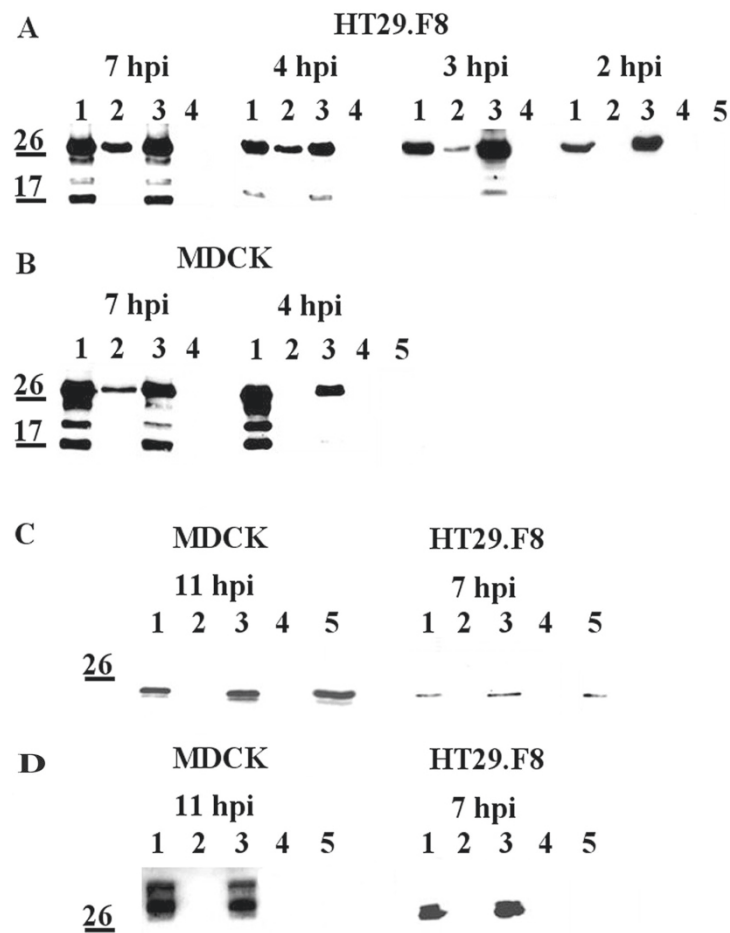 A HT29.F8
7 hpi 4 hpi 3 hpi 2 hpi
1 2 3 4 1 2 3 4 1 2 3 4 1 2 3 4 5
26
17
B MDCK
7 hpi 4 hpi
1 2 3 4 1 2 3 4 5
26
17
C MDCK HT29.F8
11 hpi 7 hpi
1 2 3 4 5 1 2 3 4 5
26
D MDCK HT29.F8
11 hpi 7 hpi
1 2 3 4 5 1 2 3 4 5
26